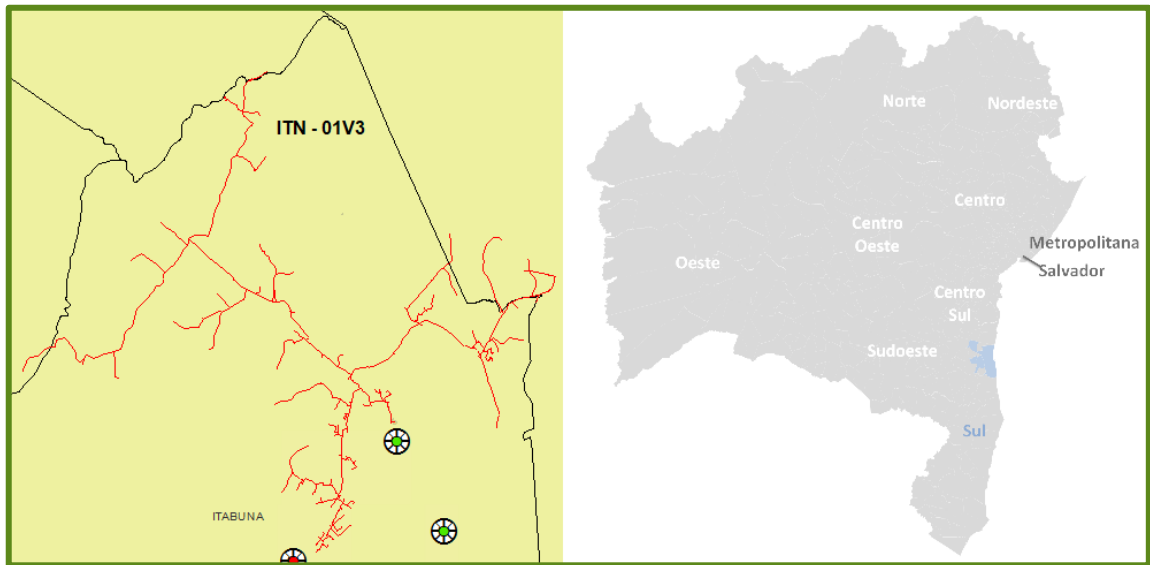 ITN - 01V3
ITABUNA
Norte
Nordeste
Centro
Centro
Oeste
Metropolitana
Salvador
Oeste
Centro
Sul
Sudoeste
Sul